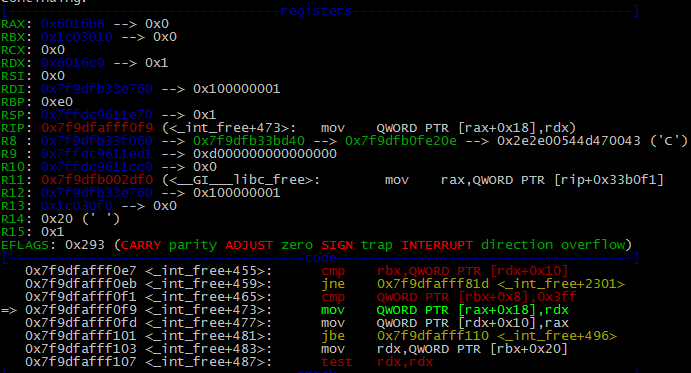 Continuing.
[----------------------------------registers-----------------------------------]
RAX: 0x6016b8 --> 0x0
RBX: 0x1c03010 --> 0x0
RCX: 0x0
RDX: 0x6016c0 --> 0x1
RSI: 0x0
RDI: 0x7f9dfb33e760 --> 0x100000001
RBP: 0xe0
RSP: 0x7ffdc9611e70 --> 0x1
RIP: 0x7f9dfafff0f9 (<_int_free+473>: mov QWORD PTR [rax+0x18],rdx)
R8 : 0x7f9dfb33f060 --> 0x7f9dfb33bd40 --> 0x7f9dfb0fe20e --> 0x2e2e00544d470043 ('C')
R9 : 0x7ffdc9611ed1 --> 0xd000000000000000
R10: 0x7ffdc9611cc0 --> 0x0
R11: 0x7f9dfb002df0 (<__GI___libc_free>: mov rax,QWORD PTR [rip+0x33b0f1])
R12: 0x7f9dfb33e760 --> 0x100000001
R13: 0x1c030f0 --> 0x0
R14: 0x20 (' ')
R15: 0x1
EFLAGS: 0x293 (CARRY parity ADJUST zero SIGN trap INTERRUPT direction overflow)
[-------------------------------------code-------------------------------------]
0x7f9dfafff0e7 <_int_free+455>: cmp rbx,QWORD PTR [rdx+0x10]
0x7f9dfafff0eb <_int_free+459>: jne 0x7f9dfafff81d <_int_free+2301>
0x7f9dfafff0f1 <_int_free+465>: cmp QWORD PTR [rbx+0x8],0x3ff
=> 0x7f9dfafff0f9 <_int_free+473>: mov QWORD PTR [rax+0x18],rdx
0x7f9dfafff0fd <_int_free+477>: mov QWORD PTR [rdx+0x10],rax
0x7f9dfafff101 <_int_free+481>: jbe 0x7f9dfafff110 <_int_free+496>
0x7f9dfafff103 <_int_free+483>: mov rdx,QWORD PTR [rbx+0x20]
0x7f9dfafff107 <_int_free+487>: test rdx,rdx